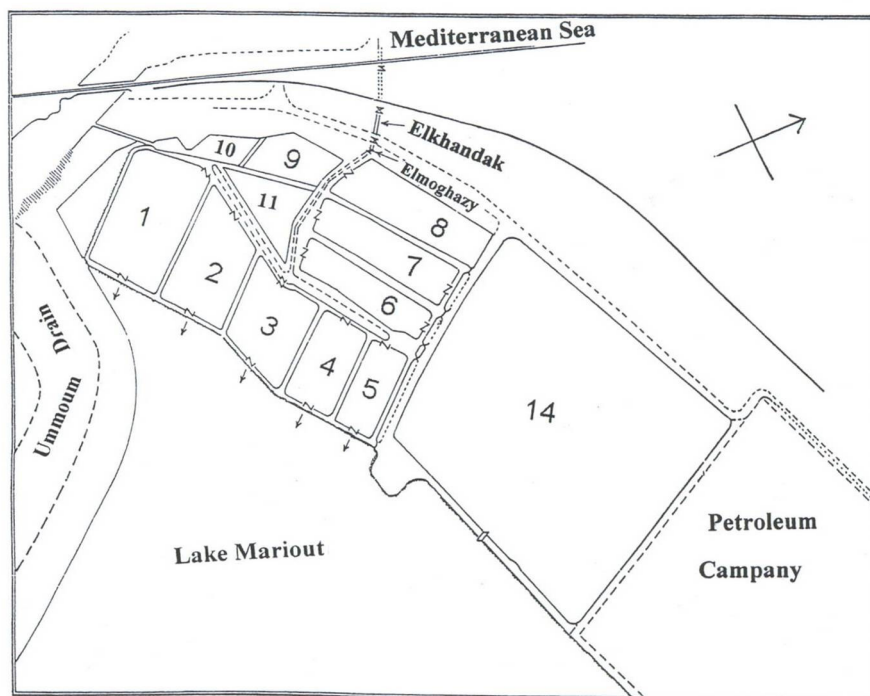 Mediterranean Sea
Elkhandak
Elmoghazy
10
9
11
8
1
7
2
6
3
4
5
14
Ummoum Drain
Lake Mariout
Petroleum
Campany